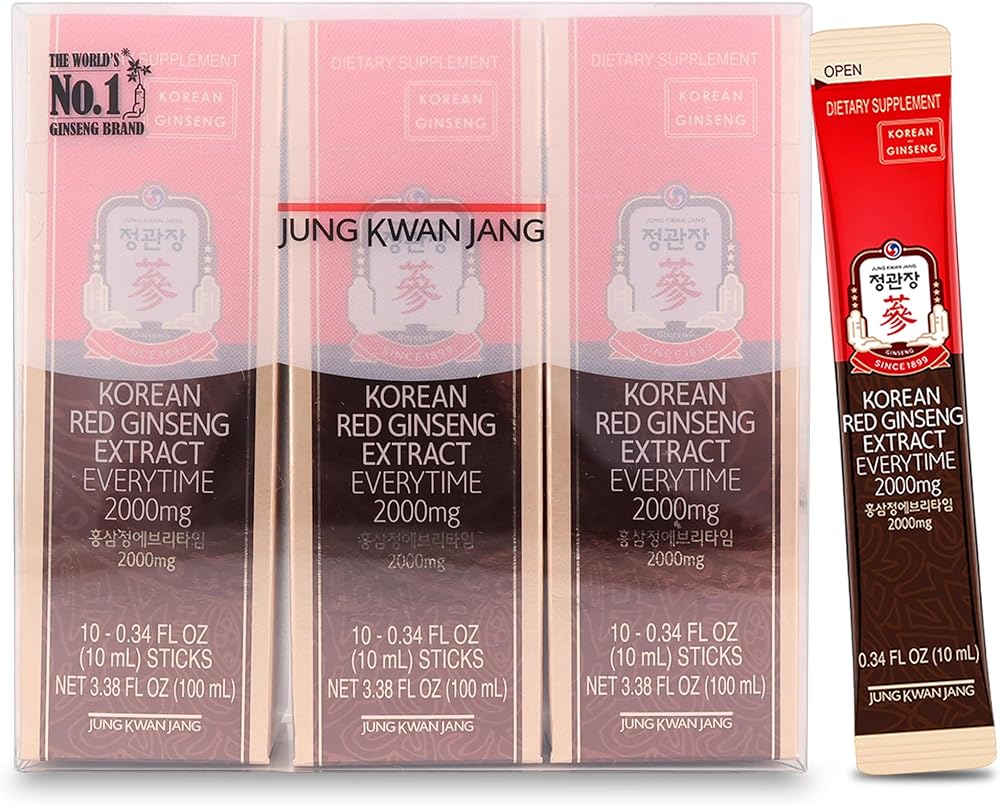 THE WORLD'S
No.1
GINSENG BRAND
JUNG KWAN JANG
SUPPLEMENT
KOREAN
GINSENG
JUNG KWAN JANG
정관장
蔘
GINSENG
SINCE 1899
KOREAN
RED GINSENG
EXTRACT
EVERYTIME
2000mg
홍삼정에브리타임
2000mg
10 - 0.34 FL OZ
(10 mL) STICKS
NET 3.38 FL OZ (100 mL)
JUNG KWAN JANG
DIETARY SUPPLEMENT
KOREAN
GINSENG
정관장
蔘
GINSENG
SINCE 1899
KOREAN
RED GINSENG
EXTRACT
EVERYTIME
2000mg
홍삼정에브리타임
2000mg
10 - 0.34 FL OZ
(10 mL) STICKS
NET 3.38 FL OZ (100 mL)
JUNG KWAN JANG
DIETARY SUPPLEMENT
KOREAN
GINSENG
JUNG KWAN JANG
정관장
蔘
GINSENG
SINCE 1899
KOREAN
RED GINSENG
EXTRACT
EVERYTIME
2000mg
홍삼정에브리타임
2000mg
10 - 0.34 FL OZ
(10 mL) STICKS
NET 3.38 FL OZ (100 mL)
JUNG KWAN JANG
OPEN
DIETARY SUPPLEMENT
KOREAN
GINSENG
JUNG KWAN JANG
정관장
蔘
GINSENG
SINCE 1899
KOREAN
RED GINSENG
EXTRACT
EVERYTIME
2000mg
홍삼정에브리타임
2000mg
0.34 FL OZ (10 mL)
JUNG KWAN JANG